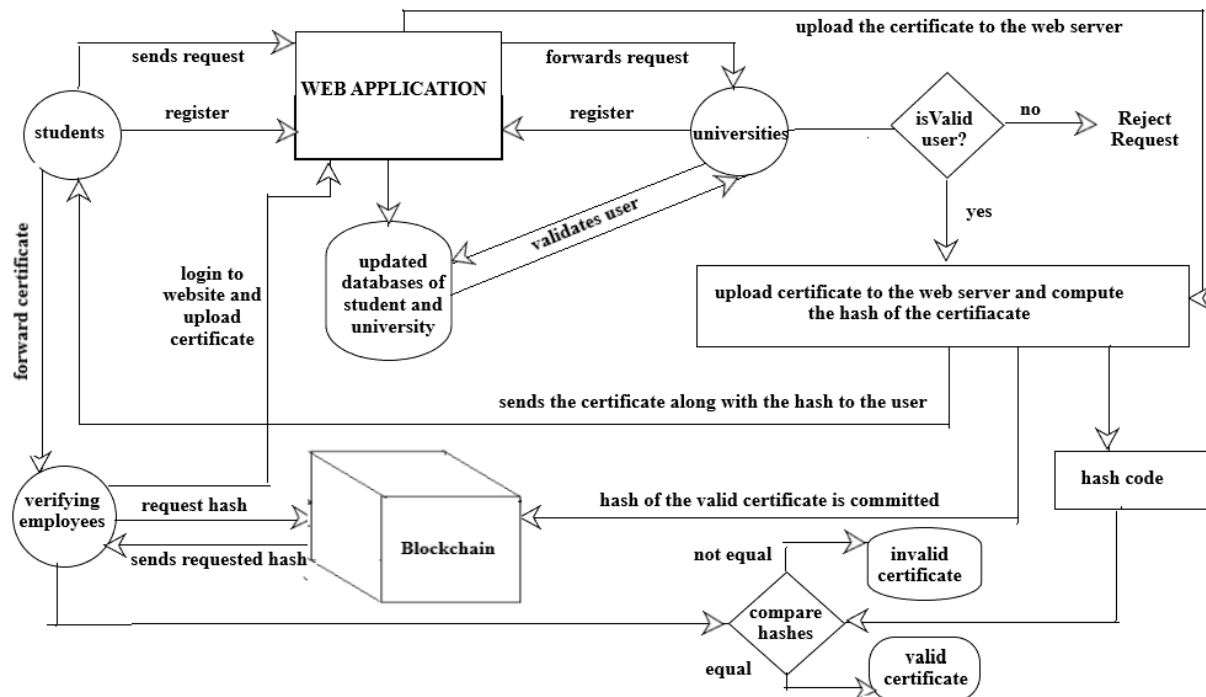 upload the certificate to the web server
sends request
forwards request
WEB APPLICATION
students
register
register
universities
isValid
user?
no
Reject
Request
yes
validates user
forward certificate
login to
website and
upload
certificate
updated
databases of
student and
university
upload certificate to the web server and compute
the hash of the certifiacate
sends the certificate along with the hash to the user
hash code
verifying
employees
request hash
sends requested hash
Blockchain
hash of the valid certificate is committed
not equal
invalid
certificate
compare
hashes
equal
valid
certificate